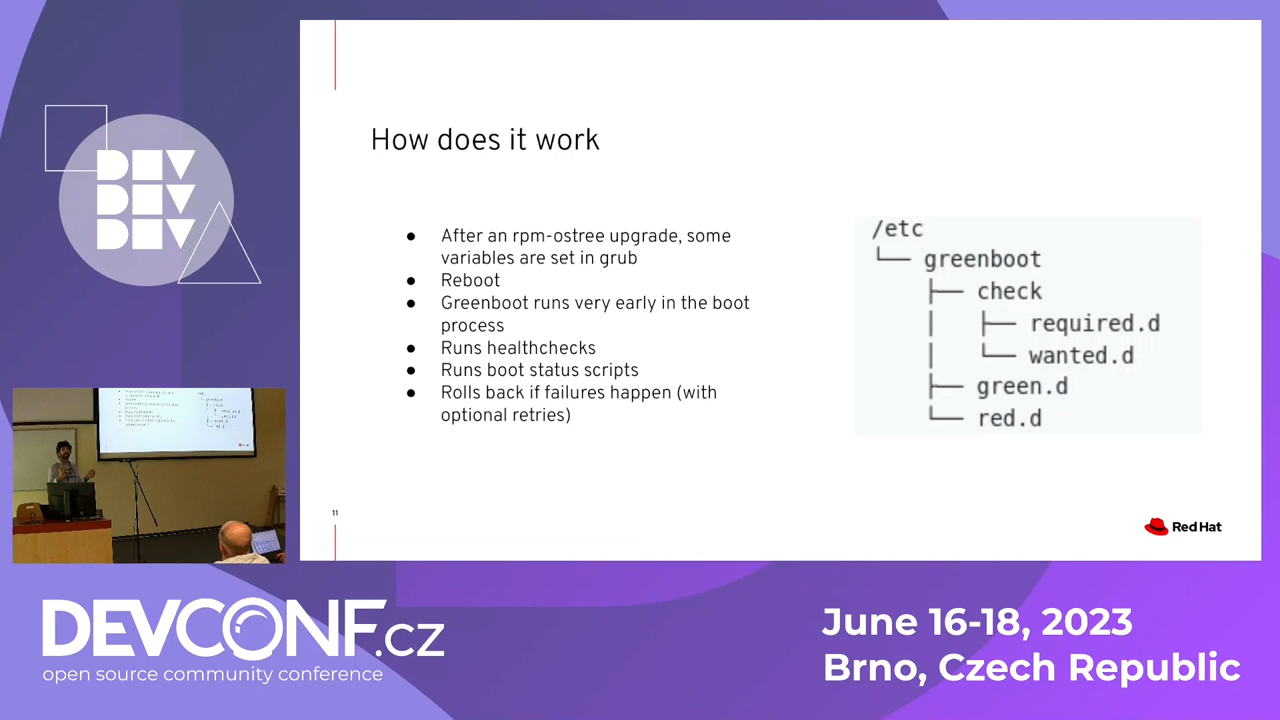 How does it work
● After an rpm-ostree upgrade, some
variables are set in grub
● Reboot
● Greenboot runs very early in the boot
process
● Runs healthchecks
● Runs boot status scripts
● Rolls back if failures happen (with
optional retries)
/etc
└── greenboot
├── check
│ ├── required.d
│ └── wanted.d
├── green.d
└── red.d
11
Red Hat
DEV
DEV
DEV
DEVCONF.cz
open source community conference
June 16-18, 2023
Brno, Czech Republic